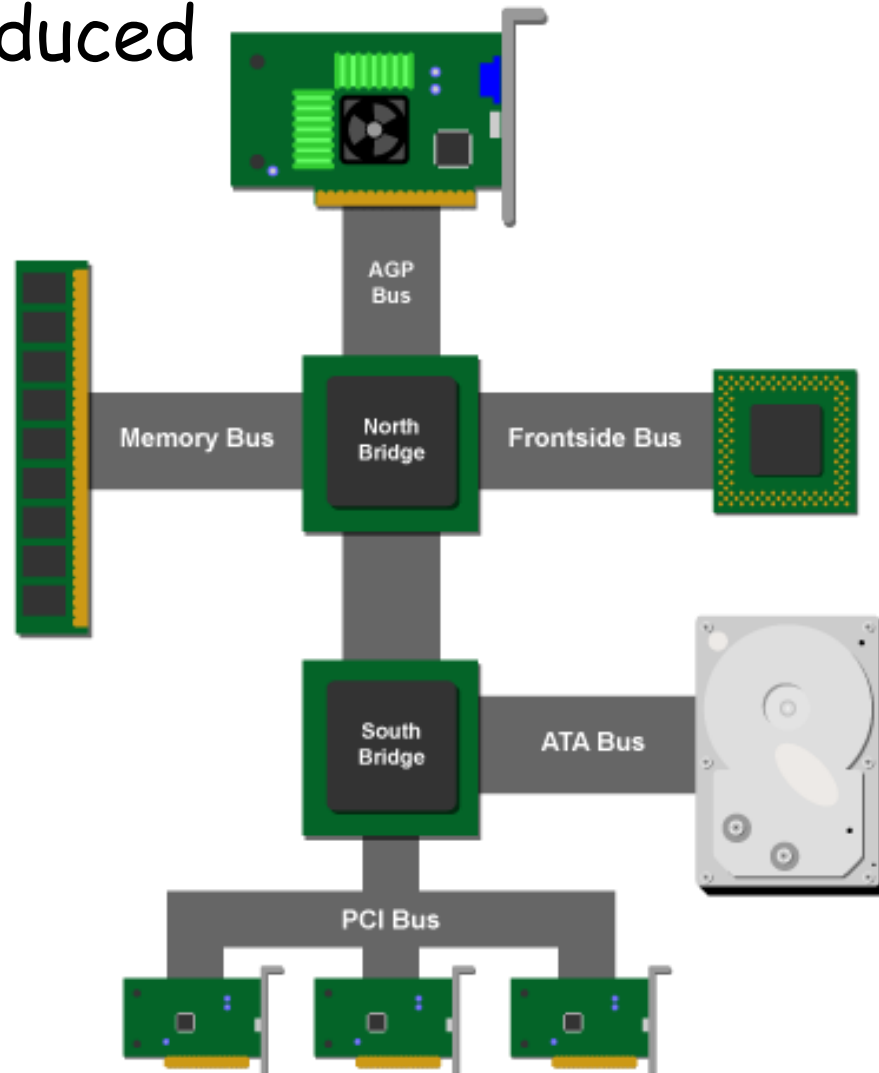 duced
AGP
Bus
Memory Bus
North
Bridge
Frontside Bus
South
Bridge
ATA Bus
PCI Bus